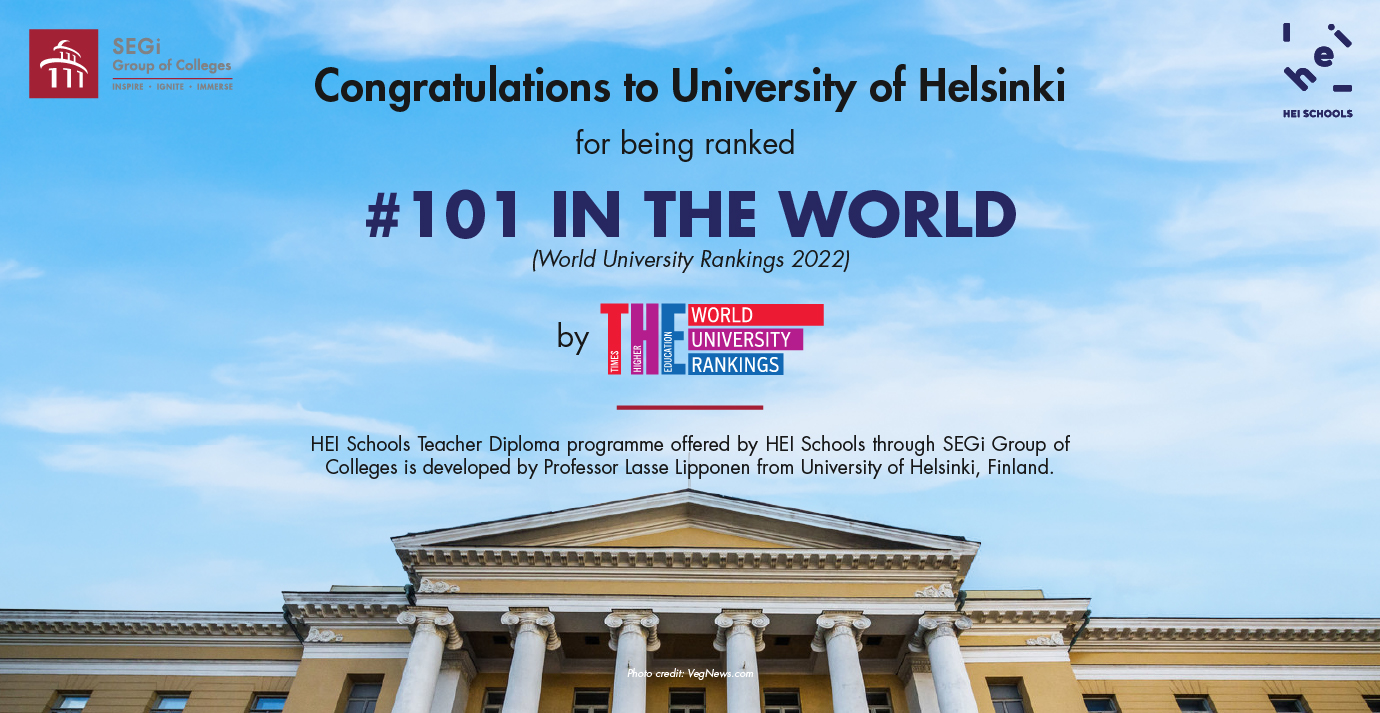 SEGi
Group of Colleges
INSPIRE • IGNITE • IMMERSE
hei
HEI SCHOOLS
Congratulations to University of Helsinki
for being ranked
#101 IN THE WORLD
(World University Rankings 2022)
by
THE
TIMES HIGHER EDUCATION
WORLD
UNIVERSITY
RANKINGS
HEI Schools Teacher Diploma programme offered by HEI Schools through SEGi Group of
Colleges is developed by Professor Lasse Lipponen from University of Helsinki, Finland.
Photo credit: VegNews.com